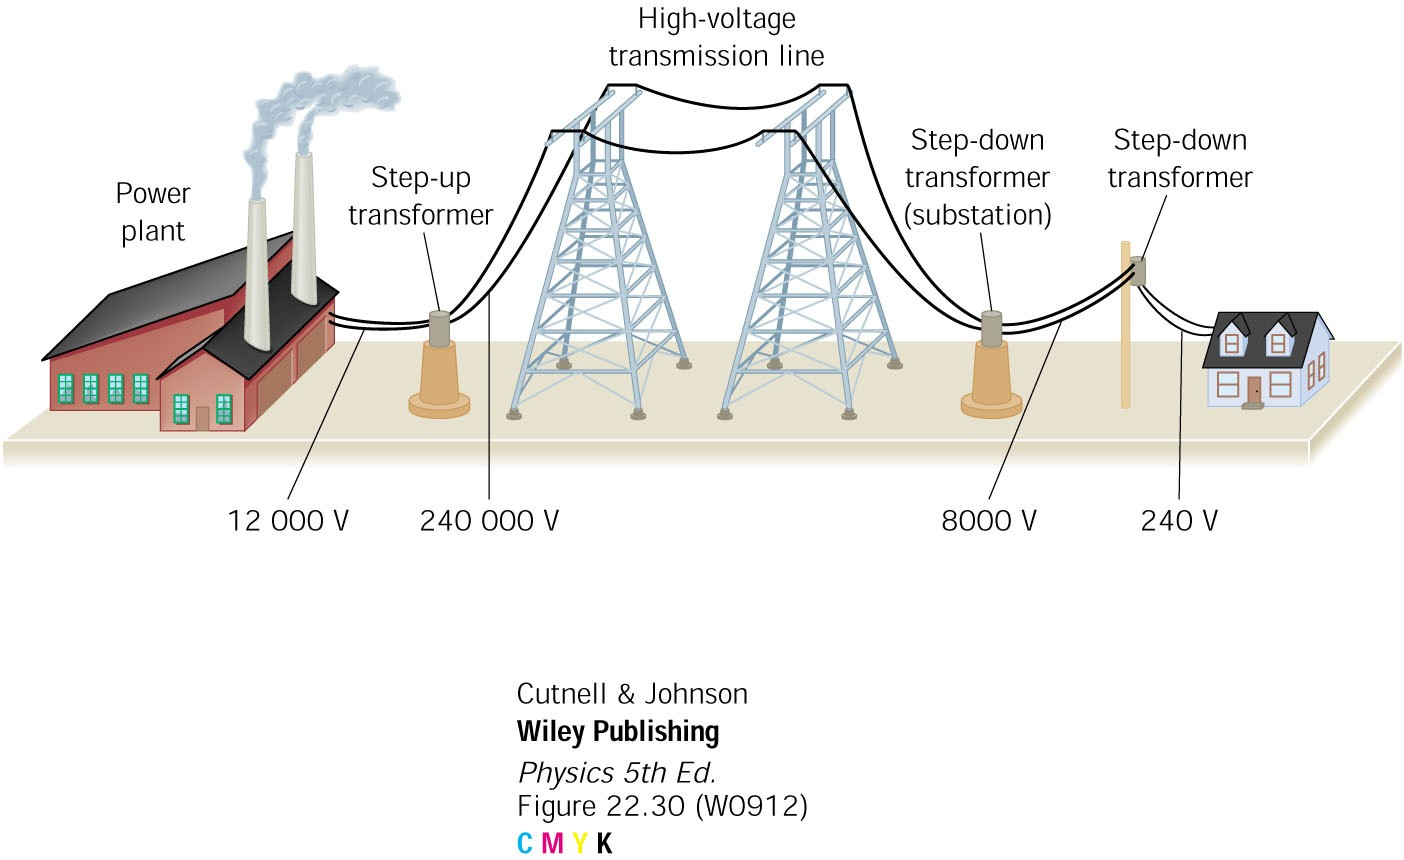 High-voltage
transmission line
Power
plant
Step-up
transformer
Step-down
transformer
(substation)
Step-down
transformer
12 000 V
240 000 V
8000 V
240 V
Cutnell & Johnson
Wiley Publishing
Physics 5th Ed.
Figure 22.30 (W0912)
C M Y K